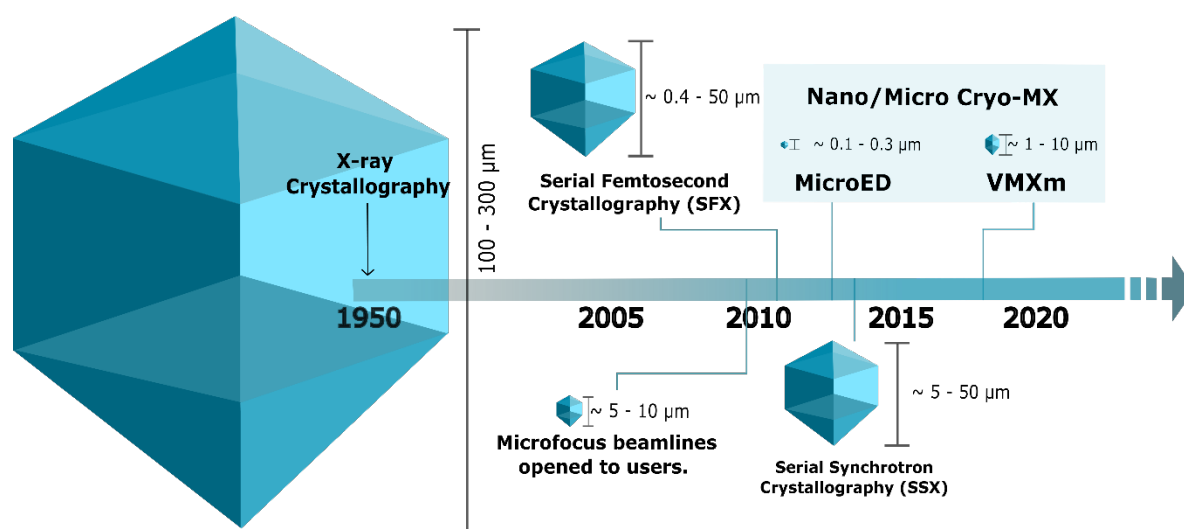 X-ray
Crystallography
100 - 300 µm
~ 0.4 - 50 µm
Serial Femtosecond
Crystallography (SFX)
Nano/Micro Cryo-MX
~ 0.1 - 0.3 µm
MicroED
~ 1 - 10 µm
VMXm
1950
2005
2010
2015
2020
~ 5 - 10 µm
Microfocus beamlines
opened to users.
~ 5 - 50 µm
Serial Synchrotron
Crystallography (SSX)